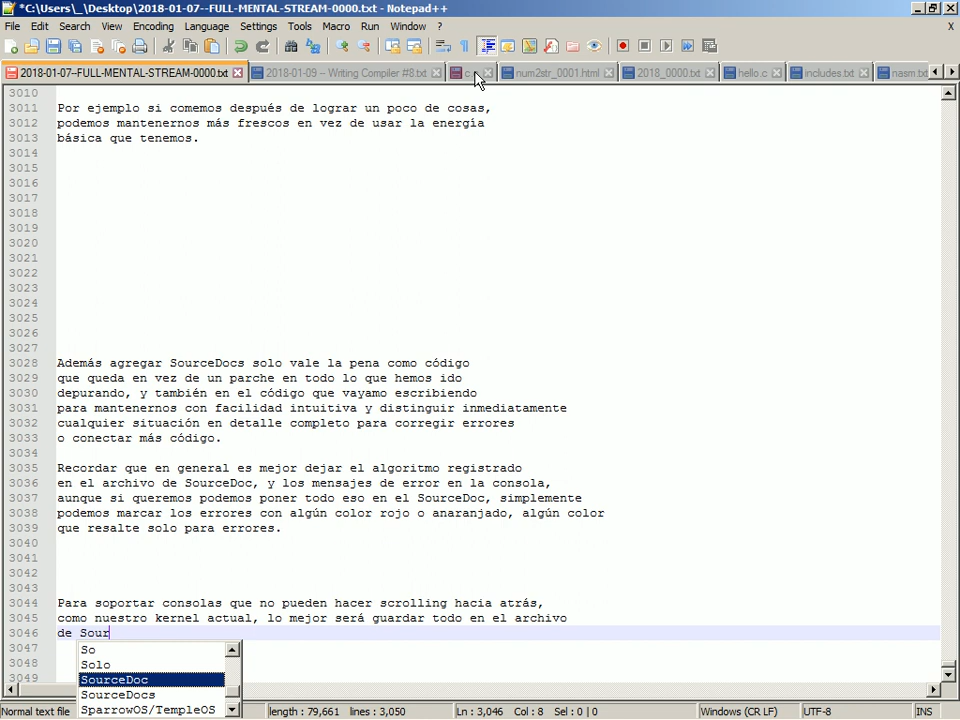 *C:\Users\_\Desktop\2018-01-07--FULL-MENTAL-STREAM-0000.txt - Notepad++
File Edit Search View Encoding Language Settings Tools Macro Run Window ? X
2018-01-07--FULL-MENTAL-STREAM-0000.txt 2018-01-09 -- Writing Compiler #8.txt c num2str_0001.html 2018_0000.txt hello.c includes.txt nasm.txt
3010
3011 Por ejemplo si comemos después de lograr un poco de cosas,
3012 podemos mantenernos más frescos en vez de usar la energía
3013 básica que tenemos.
3014
3015
3016
3017
3018
3019
3020
3021
3022
3023
3024
3025
3026
3027
3028 Además agregar SourceDocs solo vale la pena como código
3029 que queda en vez de un parche en todo lo que hemos ido
3030 depurando, y también en el código que vayamo escribiendo
3031 para mantenernos con facilidad intuitiva y distinguir inmediatamente
3032 cualquier situación en detalle completo para corregir errores
3033 o conectar más código.
3034
3035 Recordar que en general es mejor dejar el algoritmo registrado
3036 en el archivo de SourceDoc, y los mensajes de error en la consola,
3037 aunque si queremos podemos poner todo eso en el SourceDoc, simplemente
3038 podemos marcar los errores con algún color rojo o anaranjado, algún color
3039 que resalte solo para errores.
3040
3041
3042
3043
3044 Para soportar consolas que no pueden hacer scrolling hacia atrás,
3045 como nuestro kernel actual, lo mejor será guardar todo en el archivo
3046 de Sour
3047 So
3048 Solo
SourceDoc
3049 SourceDocs
SparrowOS/TempleOS
Normal text file length : 79,661 lines : 3,050 Ln : 3,046 Col : 8 Sel : 0 | 0 Windows (CR LF) UTF-8 INS